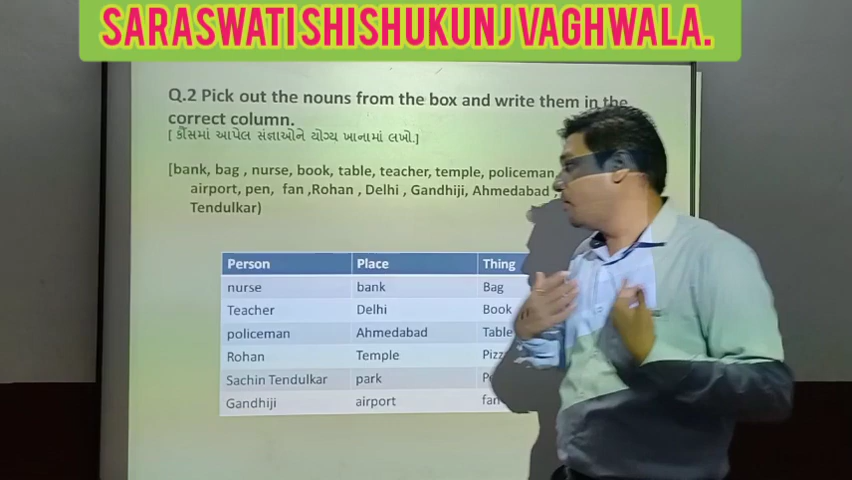 SARASWATI SHISHUKUNJ VAGHWALA.
Q.2 Pick out the nouns from the box and write them in the
correct column.
[ કૌંસમાં આપેલ સંજ્ઞાઓને યોગ્ય ખાનામાં લખો.]
[bank, bag , nurse, book, table, teacher, temple, policeman,
airport, pen, fan ,Rohan , Delhi , Gandhiji, Ahmedabad ,
Tendulkar)
Person Place Thing
nurse bank Bag
Teacher Delhi Book
policeman Ahmedabad Table
Rohan Temple
Sachin Tendulkar park
Gandhiji airport fan